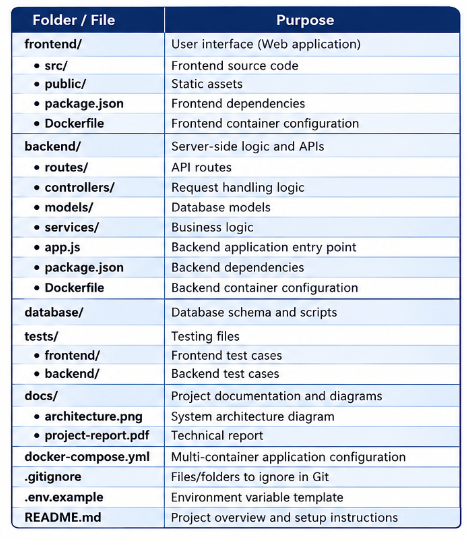 Folder / File Purpose
frontend/ User interface (Web application)
• src/ Frontend source code
• public/ Static assets
• package.json Frontend dependencies
• Dockerfile Frontend container configuration
backend/ Server-side logic and APIs
• routes/ API routes
• controllers/ Request handling logic
• models/ Database models
• services/ Business logic
• app.js Backend application entry point
• package.json Backend dependencies
• Dockerfile Backend container configuration
database/ Database schema and scripts
tests/ Testing files
• frontend/ Frontend test cases
• backend/ Backend test cases
docs/ Project documentation and diagrams
• architecture.png System architecture diagram
• project-report.pdf Technical report
docker-compose.yml Multi-container application configuration
.gitignore Files/folders to ignore in Git
.env.example Environment variable template
README.md Project overview and setup instructions